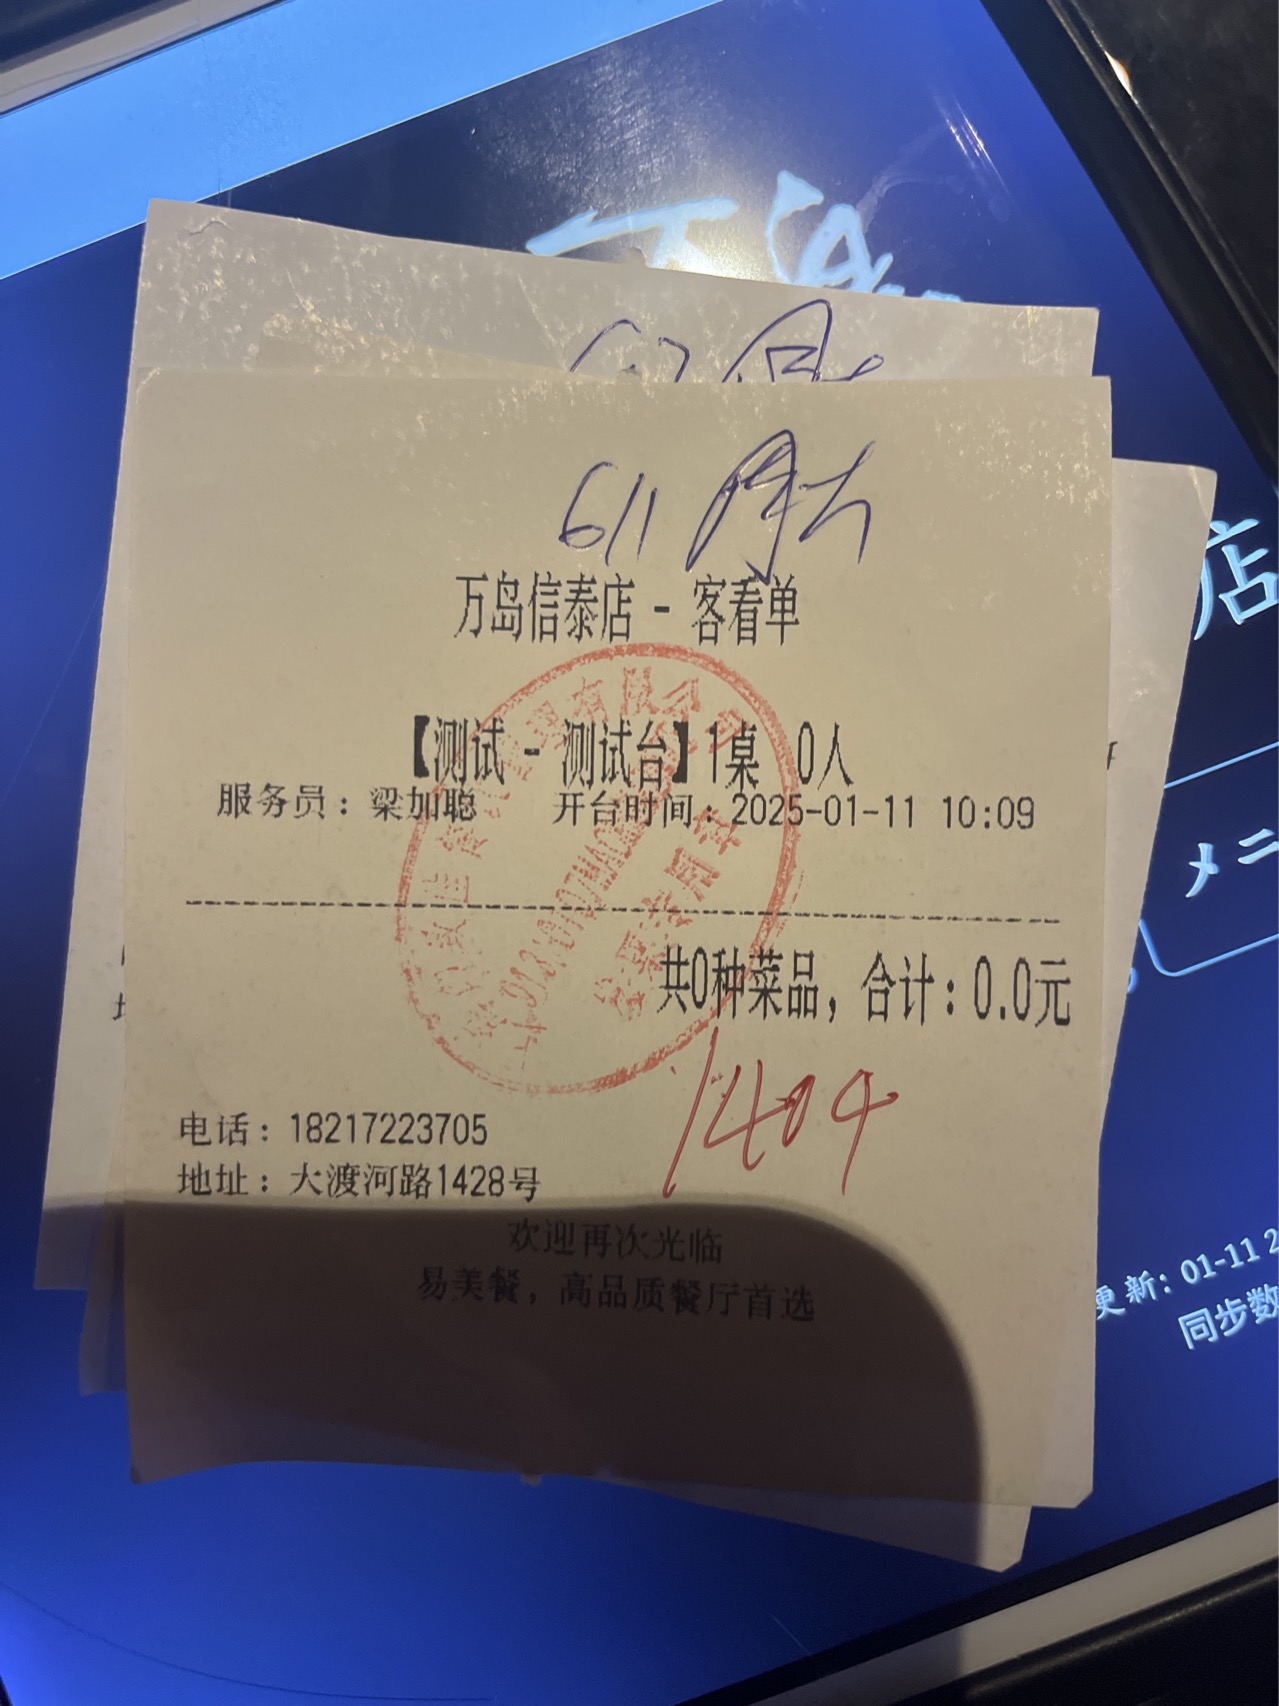 611
万岛信泰店 - 客看单
【测试 - 测试台】1桌 0人
服务员：梁加聪 开台时间：2025-01-11 10:09
共0种菜品，合计：0.0元
1404
电话：18217223705
地址：大渡河路1428号
欢迎再次光临
易美餐，高品质餐厅首选
店
メニ
更新：01-11 2
同步数